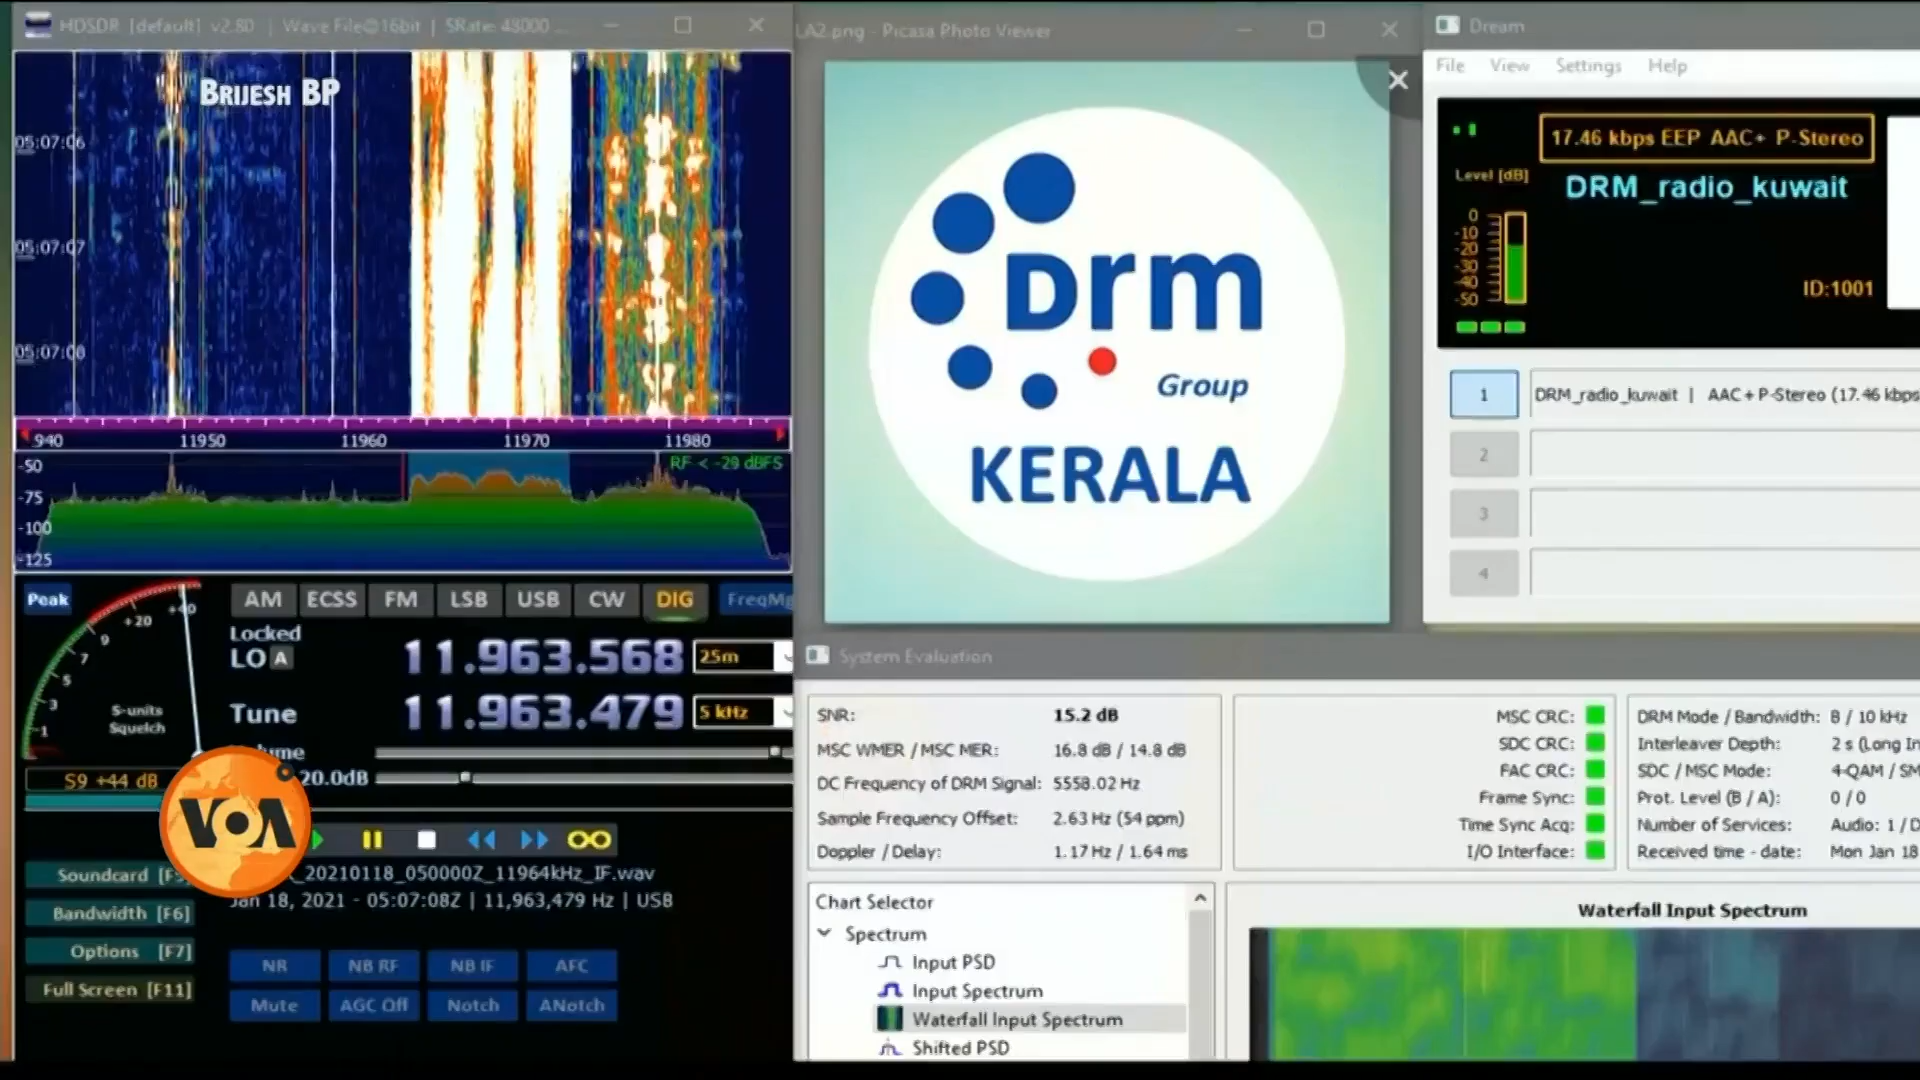 HDSDR [default] v2.80 | Wave File@16bit | SRate: 48000 ...
BRIJESH BP
05:07:06
05:07:07
05:07:08
940 11950 11960 11970 11980
RF < -29 dBFS
-50
-75
-100
-125
Peak
1 3 5 7 9 +20 +40
S-units
Squelch
S9 +44 dB
AM ECSS FM LSB USB CW DIG FreqMg
Locked
LO A 11.963.568 25m
Tune 11.963.479 5 kHz
20.0dB
VOA
_20210118_050000Z_11964kHz_IF.wav
Jan 18, 2021 - 05:07:08Z | 11,963,479 Hz | USB
Soundcard
Bandwidth [F6]
Options [F7]
Full Screen [F11]
NR NB RF NB IF AFC
Mute AGC Off Notch ANotch
LA2.png - Picasa Photo Viewer
Drm
Group
KERALA
Dream
File View Settings Help
Level [dB]
0
-10
-20
-30
-40
-50
17.46 kbps EEP AAC+ P-Stereo
DRM_radio_kuwait
ID:1001
1 DRM_radio_kuwait | AAC+ P-Stereo (17.46 kbps
2
3
4
System Evaluation
SNR: 15.2 dB
MSC WMER / MSC MER: 16.8 dB / 14.8 dB
DC Frequency of DRM Signal: 5558.02 Hz
Sample Frequency Offset: 2.63 Hz (54 ppm)
Doppler / Delay: 1.17 Hz / 1.64 ms
MSC CRC:
SDC CRC:
FAC CRC:
Frame Sync:
Time Sync Acq:
I/O Interface:
DRM Mode / Bandwidth: B / 10 kHz
Interleaver Depth: 2 s (Long In
SDC / MSC Mode: 4-QAM / SM
Prot. Level (B / A): 0 / 0
Number of Services: Audio: 1 / D
Received time - date: Mon Jan 18
Chart Selector
Spectrum
Input PSD
Input Spectrum
Waterfall Input Spectrum
Shifted PSD
Waterfall Input Spectrum